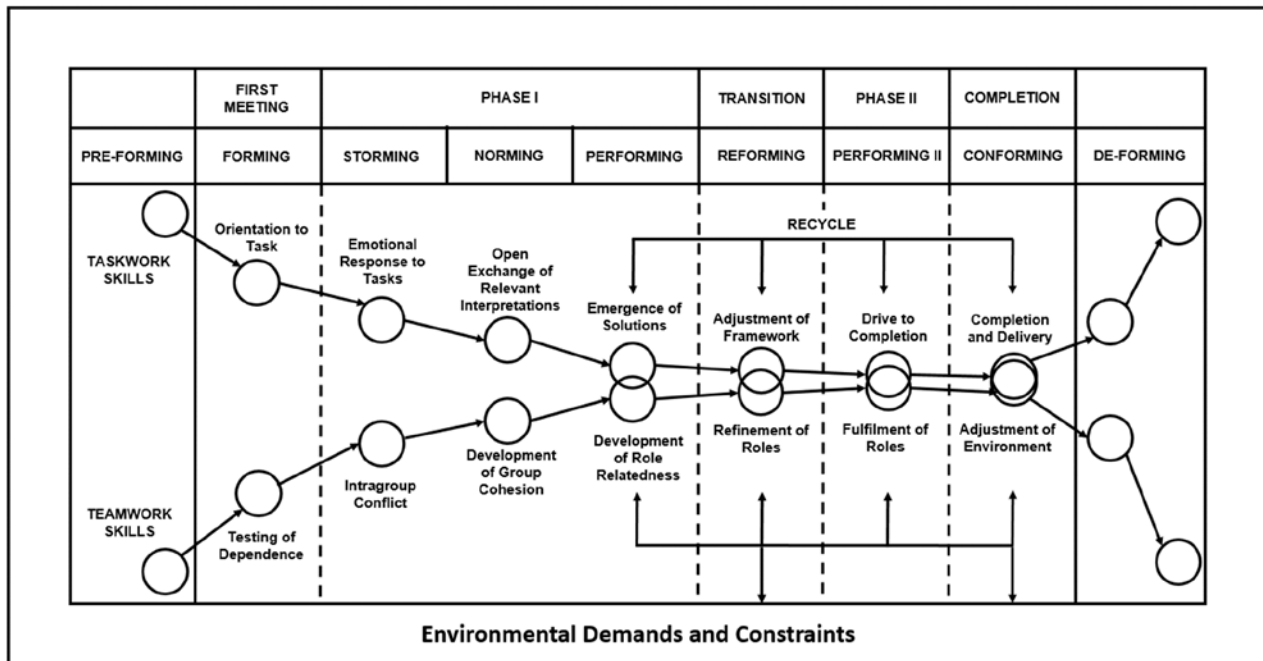 FIRST
MEETING
PHASE I
TRANSITION
PHASE II
COMPLETION
PRE-FORMING
FORMING
STORMING
NORMING
PERFORMING
REFORMING
PERFORMING II
CONFORMING
DE-FORMING
RECYCLE
TASKWORK
SKILLS
Orientation to
Task
Emotional
Response to
Tasks
Open
Exchange of
Relevant
Interpretations
Emergence of
Solutions
Adjustment of
Framework
Drive to
Completion
Completion
and Delivery
TEAMWORK
SKILLS
Testing of
Dependence
Intragroup
Conflict
Development
of Group
Cohesion
Development
of Role
Relatedness
Refinement of
Roles
Fulfilment of
Roles
Adjustment of
Environment
Environmental Demands and Constraints